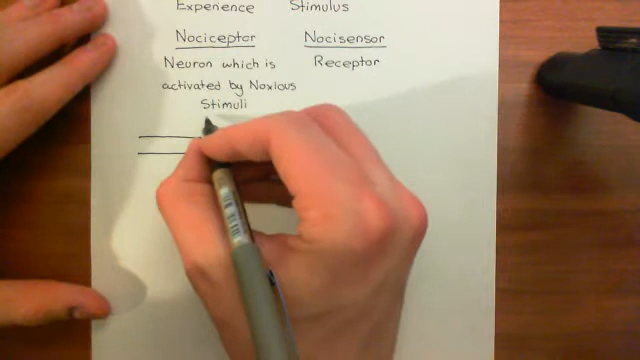 Experience Stimulus
Nociceptor Nocisensor
Neuron which is Receptor
activated by Noxious
Stimuli